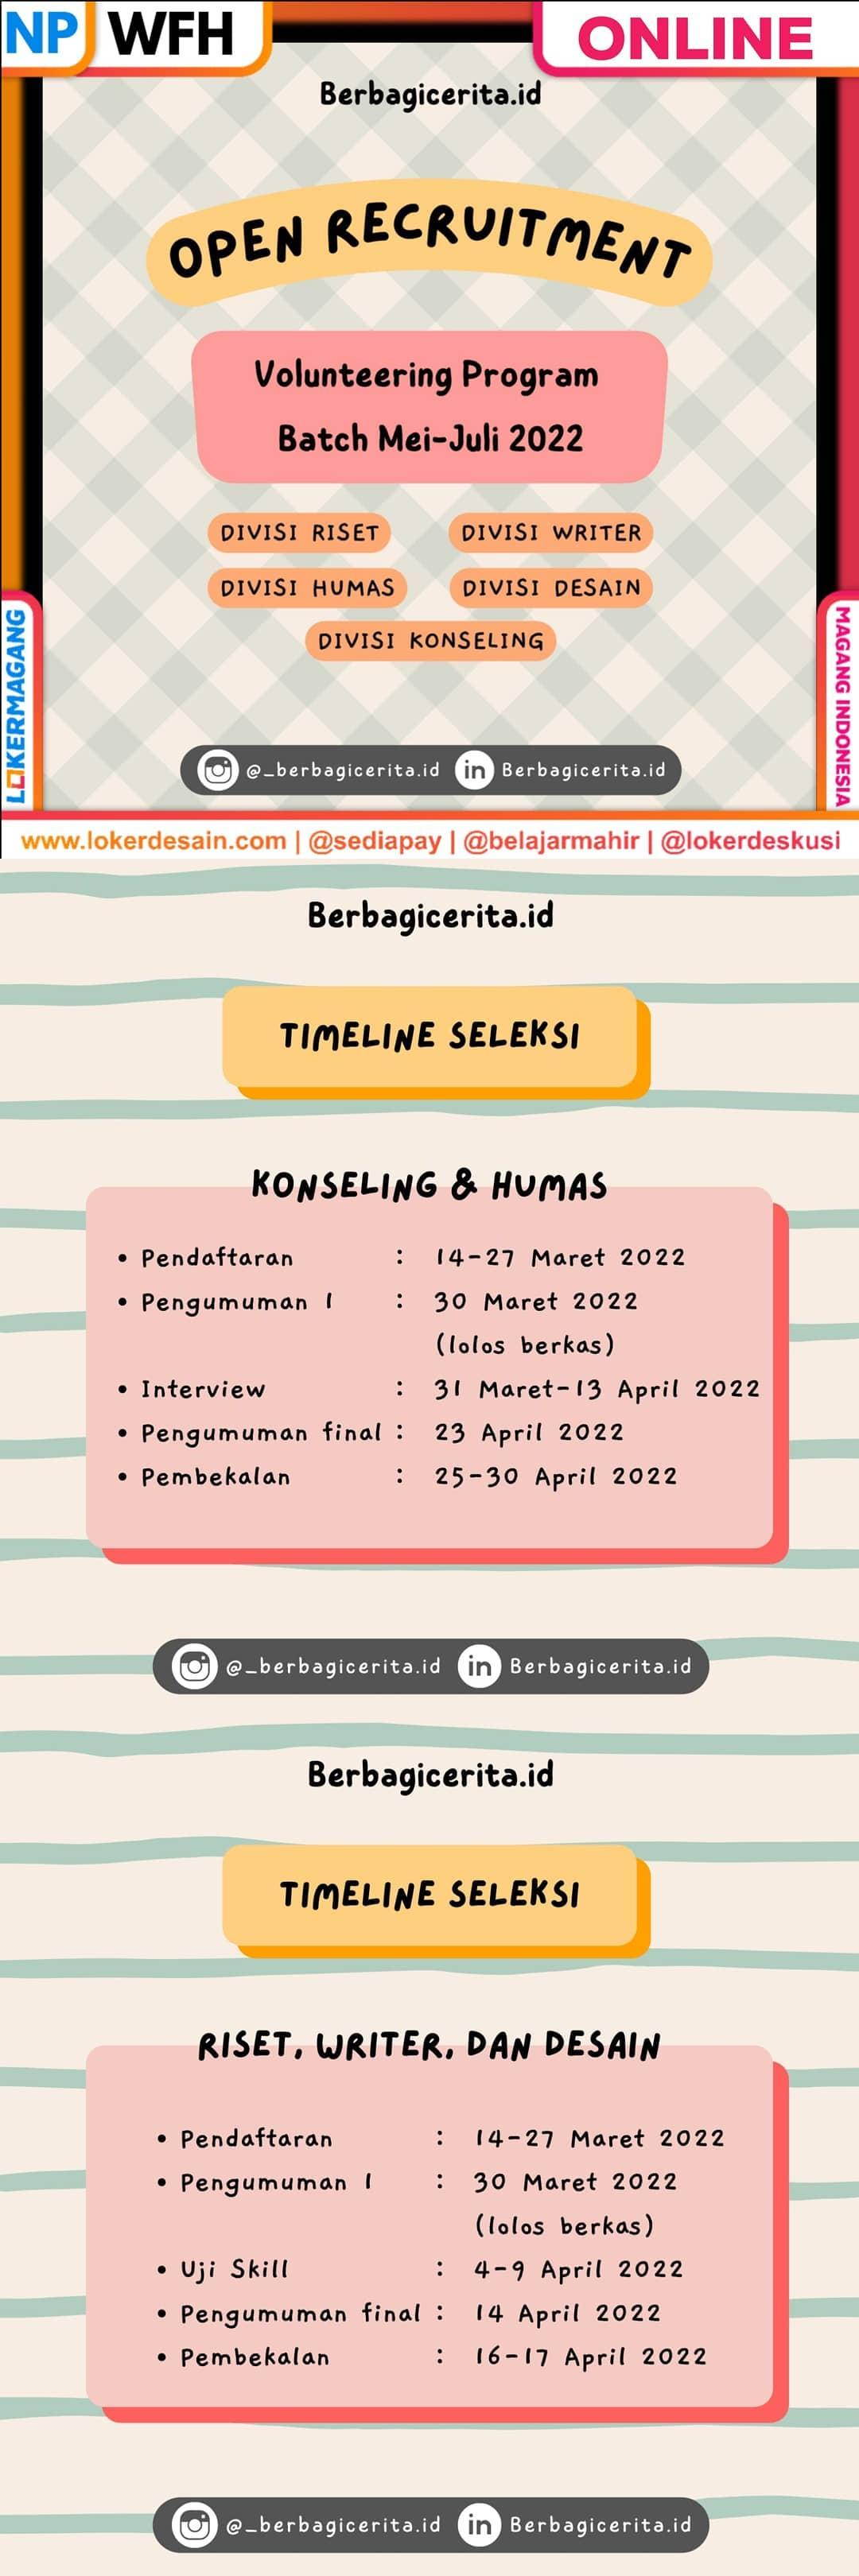 NP WFH
ONLINE
Berbagicerita.id
OPEN RECRUITMENT
Volunteering Program
Batch Mei-Juli 2022
DIVISI RISET
DIVISI WRITER
DIVISI HUMAS
DIVISI DESAIN
DIVISI KONSELING
LOKERMAGANG
MAGANG INDONESIA
@_berbagicerita.id in Berbagicerita.id
www.lokerdesain.com | @sediapay | @belajarmahir | @lokerdeskusi
Berbagicerita.id
TIMELINE SELEKSI
KONSELING & HUMAS
• Pendaftaran : 14-27 Maret 2022
• Pengumuman 1 : 30 Maret 2022
(lolos berkas)
• Interview : 31 Maret-13 April 2022
• Pengumuman final : 23 April 2022
• Pembekalan : 25-30 April 2022
@_berbagicerita.id in Berbagicerita.id
Berbagicerita.id
TIMELINE SELEKSI
RISET, WRITER, DAN DESAIN
• Pendaftaran : 14-27 Maret 2022
• Pengumuman 1 : 30 Maret 2022
(lolos berkas)
• Uji Skill : 4-9 April 2022
• Pengumuman final : 14 April 2022
• Pembekalan : 16-17 April 2022
@_berbagicerita.id in Berbagicerita.id